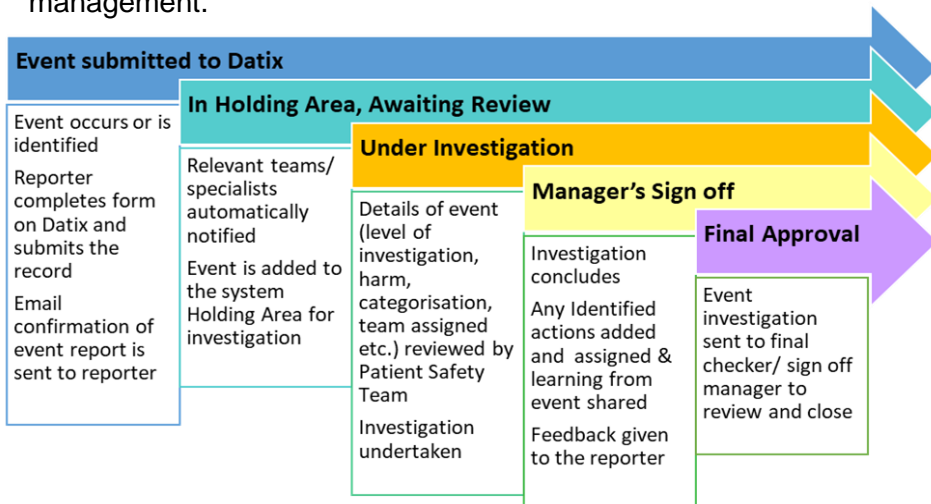 management.
Event submitted to Datix
Event occurs or is
identified
Reporter
completes form
on Datix and
submits the
record
Email
confirmation of
event report is
sent to reporter
In Holding Area, Awaiting Review
Relevant teams/
specialists
automatically
notified
Event is added to
the system
Holding Area for
investigation
Under Investigation
Details of event
(level of
investigation,
harm,
categorisation,
team assigned
etc.) reviewed by
Patient Safety
Team
Investigation
undertaken
Manager's Sign off
Investigation
concludes
Any Identified
actions added
and assigned &
learning from
event shared
Feedback given
to the reporter
Final Approval
Event
investigation
sent to final
checker/ sign off
manager to
review and close